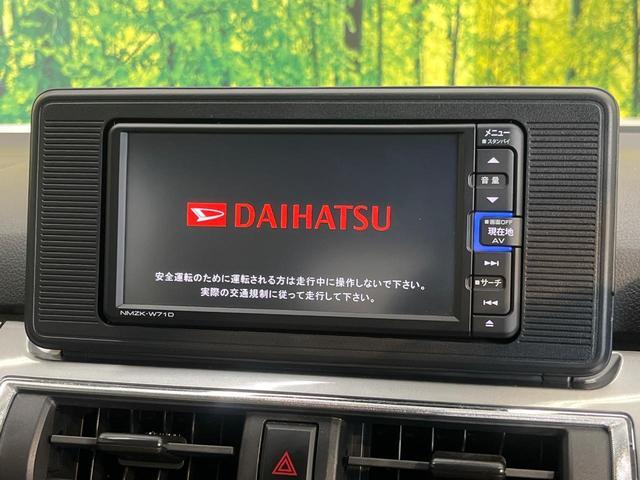 DAIHATSU
安全運転のために運転される方は走行中に操作しないで下さい。
実際の交通規制に従って走行して下さい。
NMZK-W71D
メニュー
■スタンバイ
音量
■画面OFF
現在地
AV
■サーチ